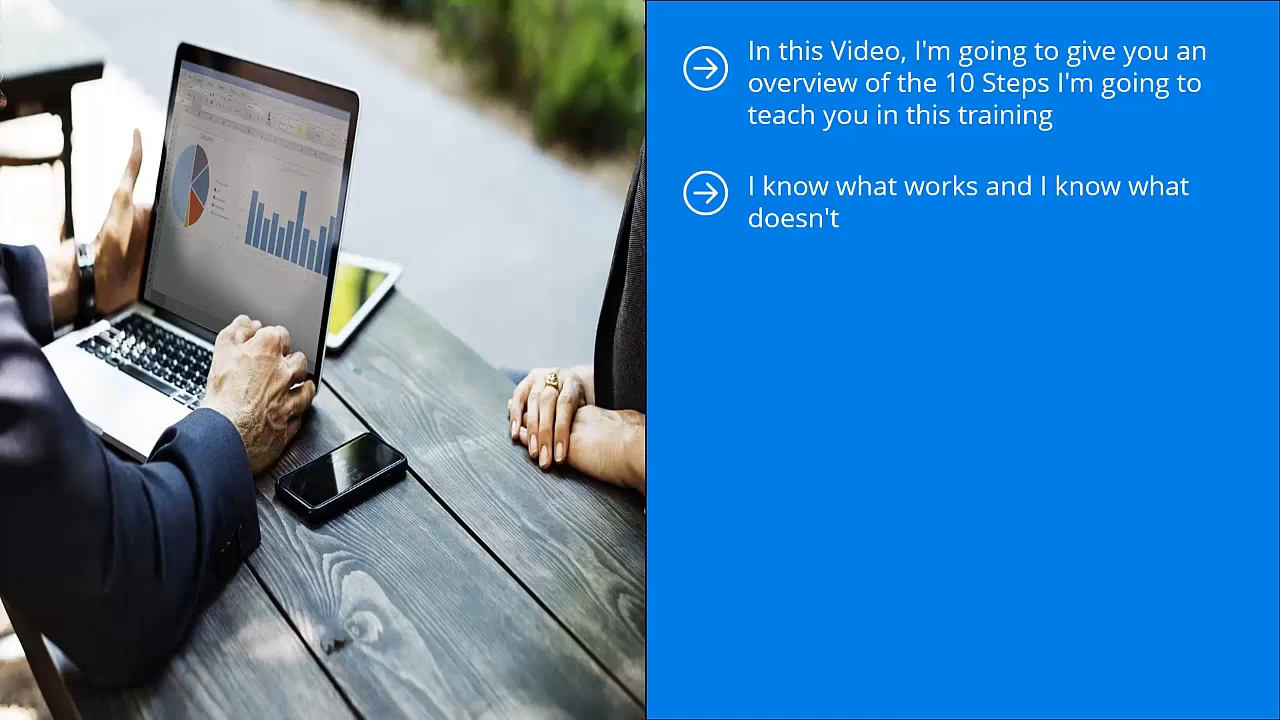 In this Video, I'm going to give you an
overview of the 10 Steps I'm going to
teach you in this training
I know what works and I know what
doesn't